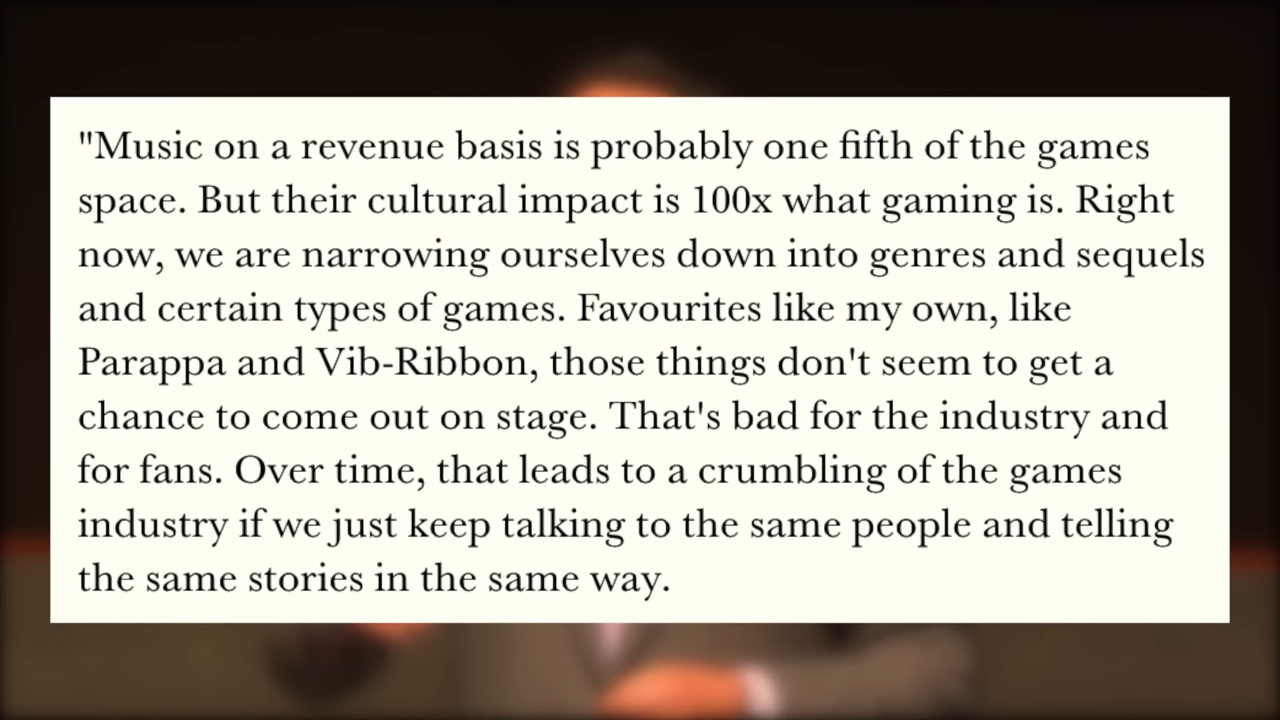 "Music on a revenue basis is probably one fifth of the games
space. But their cultural impact is 100x what gaming is. Right
now, we are narrowing ourselves down into genres and sequels
and certain types of games. Favourites like my own, like
Parappa and Vib-Ribbon, those things don't seem to get a
chance to come out on stage. That's bad for the industry and
for fans. Over time, that leads to a crumbling of the games
industry if we just keep talking to the same people and telling
the same stories in the same way.